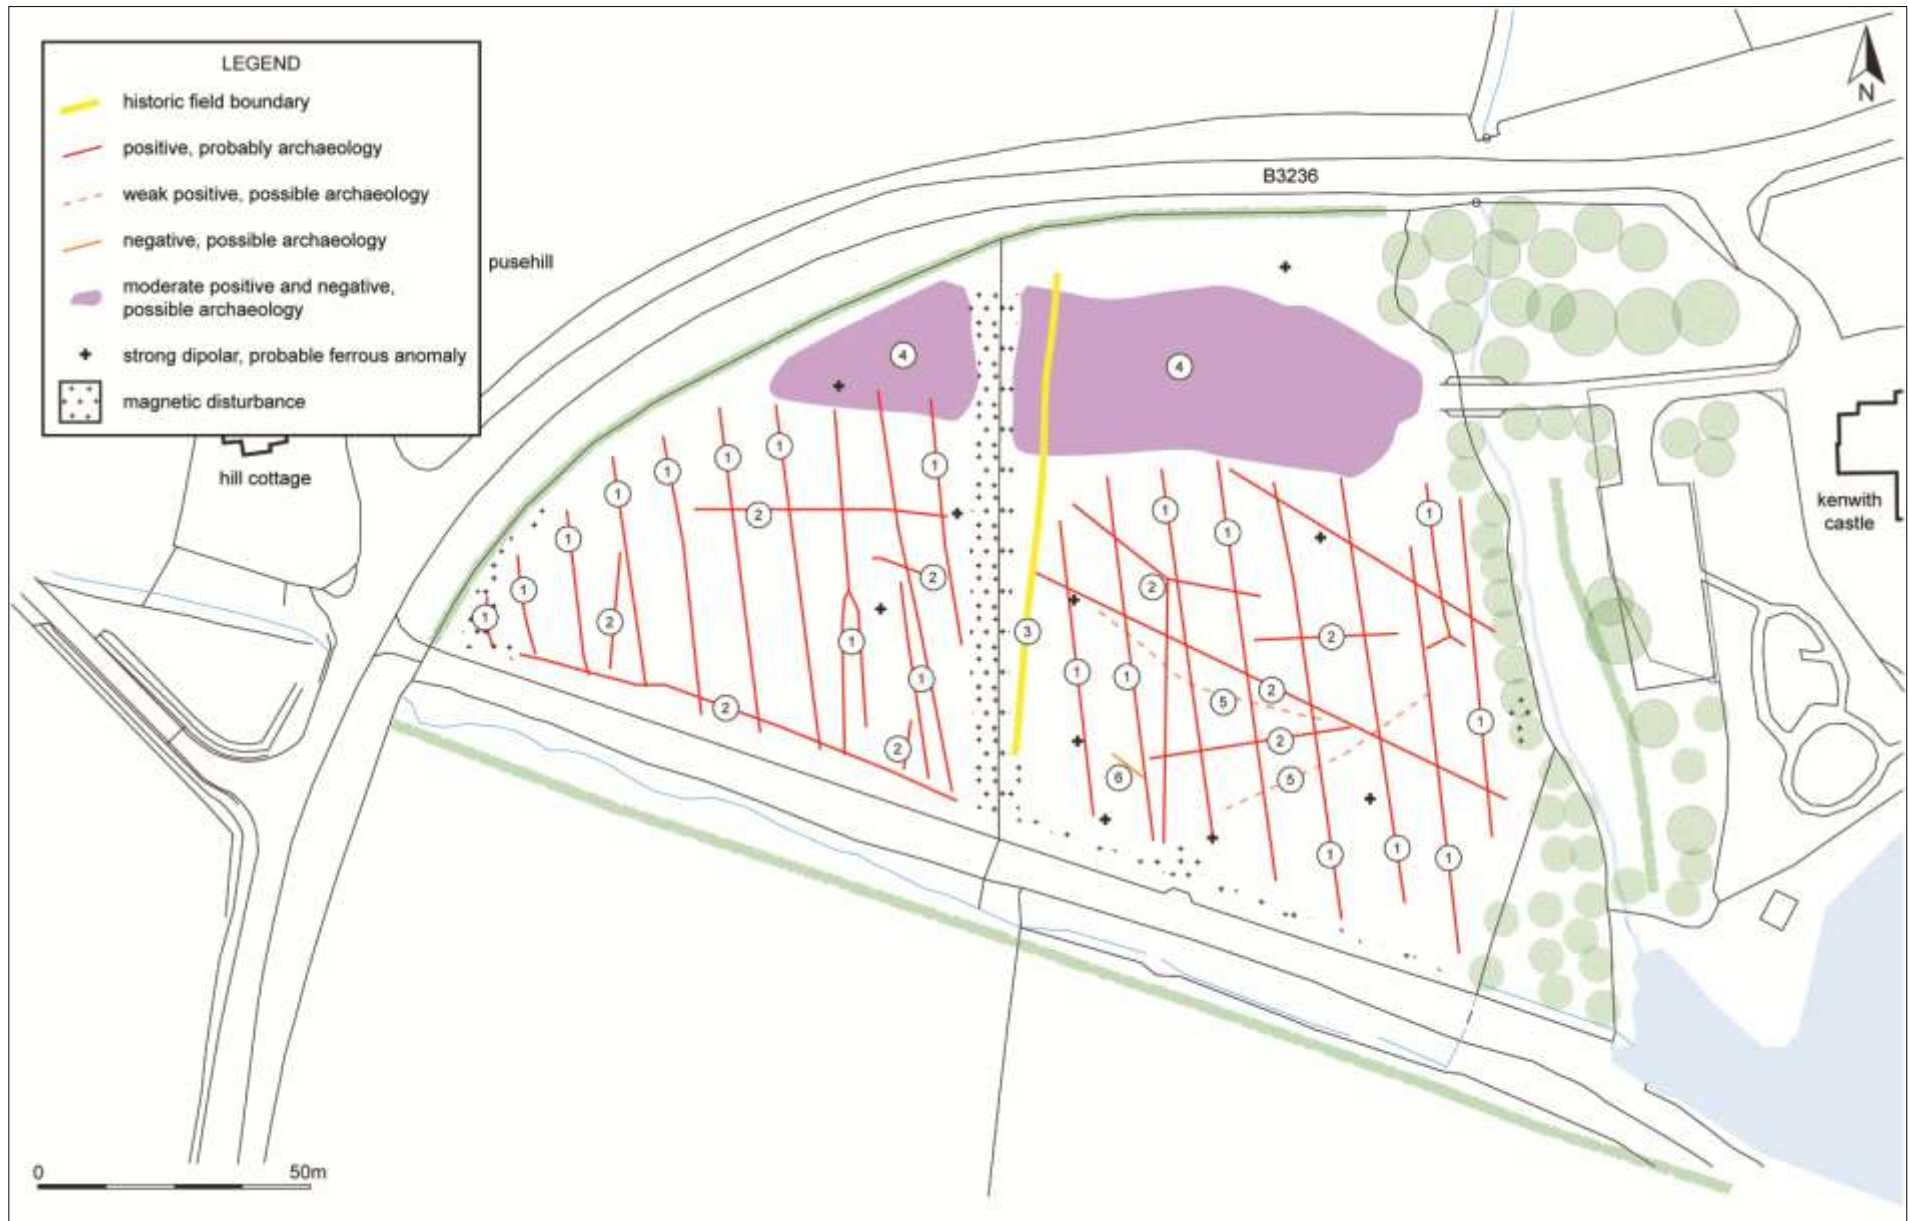 LEGEND
historic field boundary
positive, probably archaeology
weak positive, possible archaeology
negative, possible archaeology
moderate positive and negative,
possible archaeology
strong dipolar, probable ferrous anomaly
magnetic disturbance
N
B3236
pusehill
hill cottage
kenwith
castle
4
4
1
1
1
1
1
1
1
1
1
2
2
2
1
1
2
2
1
1
1
2
3
2
1
1
2
5
2
6
5
1
1
1
1
2
0 50m